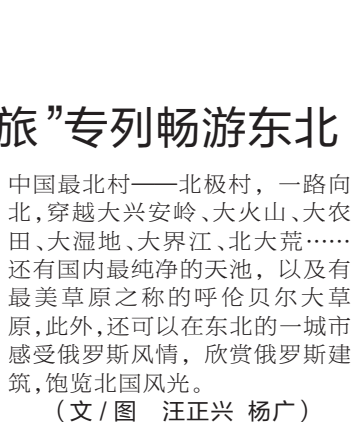 旅”专列畅游东北
中国最北村——北极村，一路向
北，穿越大兴安岭、大火山、大农
田、大湿地、大界江、北大荒……
还有国内最纯净的天池，以及有
最美草原之称的呼伦贝尔大草
原，此外，还可以在东北的一城市
感受俄罗斯风情，欣赏俄罗斯建
筑，饱览北国风光。
（文/图　汪正兴 杨广）